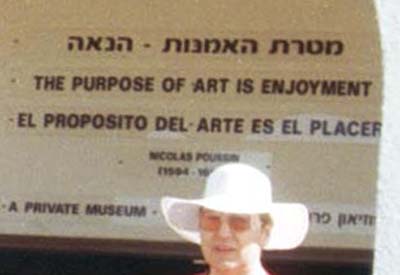 מטרת האמנות - הנאה
THE PURPOSE OF ART IS ENJOYMENT
EL PROPOSITO DEL ARTE ES EL PLACER
NICOLAS POUSSIN
(1594 -
- A PRIVATE MUSEUM -